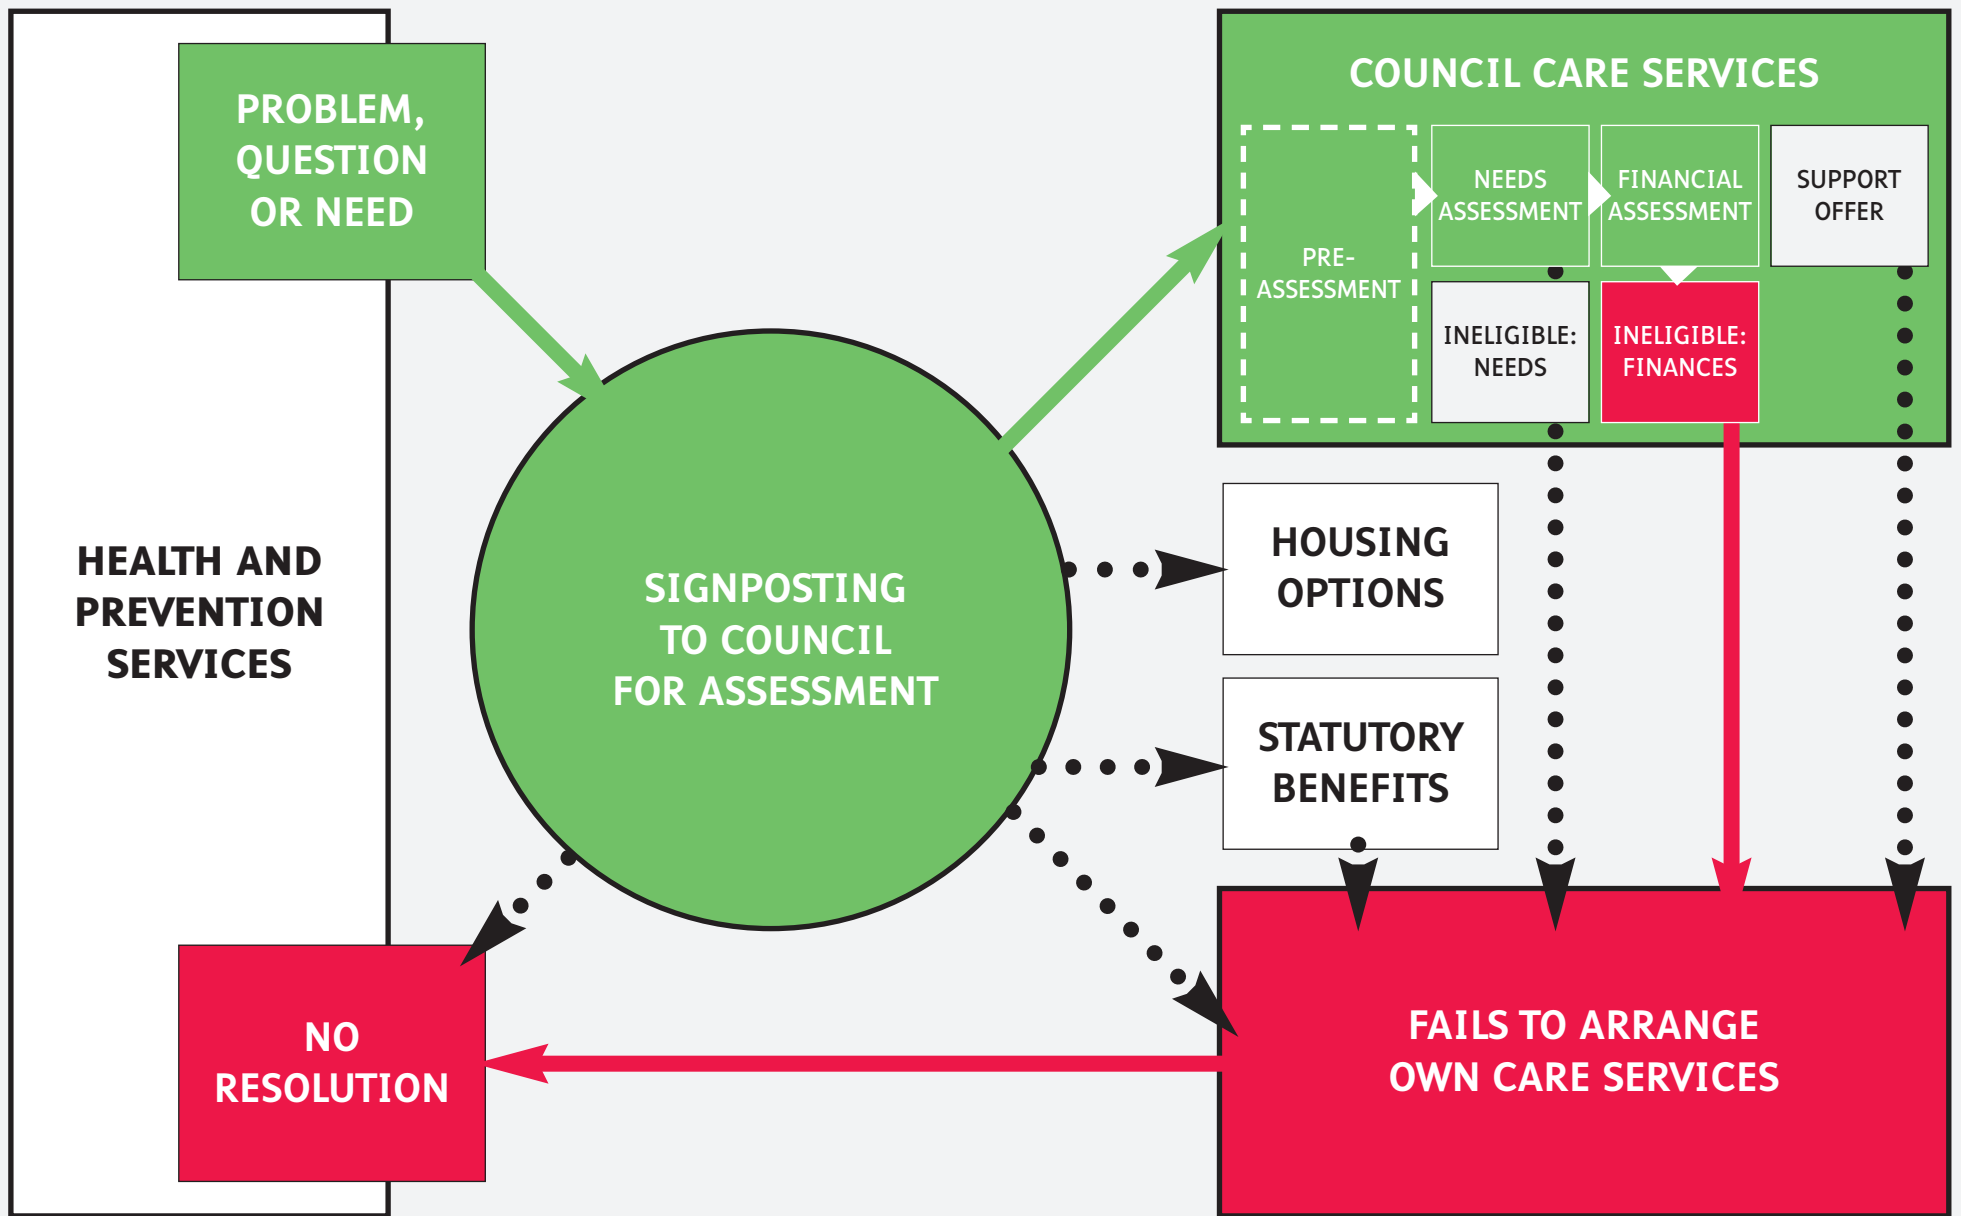 PROBLEM,
QUESTION
OR NEED
HEALTH AND
PREVENTION
SERVICES
NO
RESOLUTION
SIGNPOSTING
TO COUNCIL
FOR ASSESSMENT
COUNCIL CARE SERVICES
PRE-
ASSESSMENT
NEEDS
ASSESSMENT
FINANCIAL
ASSESSMENT
SUPPORT
OFFER
INELIGIBLE:
NEEDS
INELIGIBLE:
FINANCES
HOUSING
OPTIONS
STATUTORY
BENEFITS
FAILS TO ARRANGE
OWN CARE SERVICES